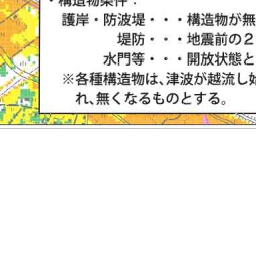 ・構造物条件：
護岸・防波堤・・・構造物が無
堤防・・・地震前の２
水門等・・・開放状態と
※各種構造物は、津波が越流し始
れ、無くなるものとする。